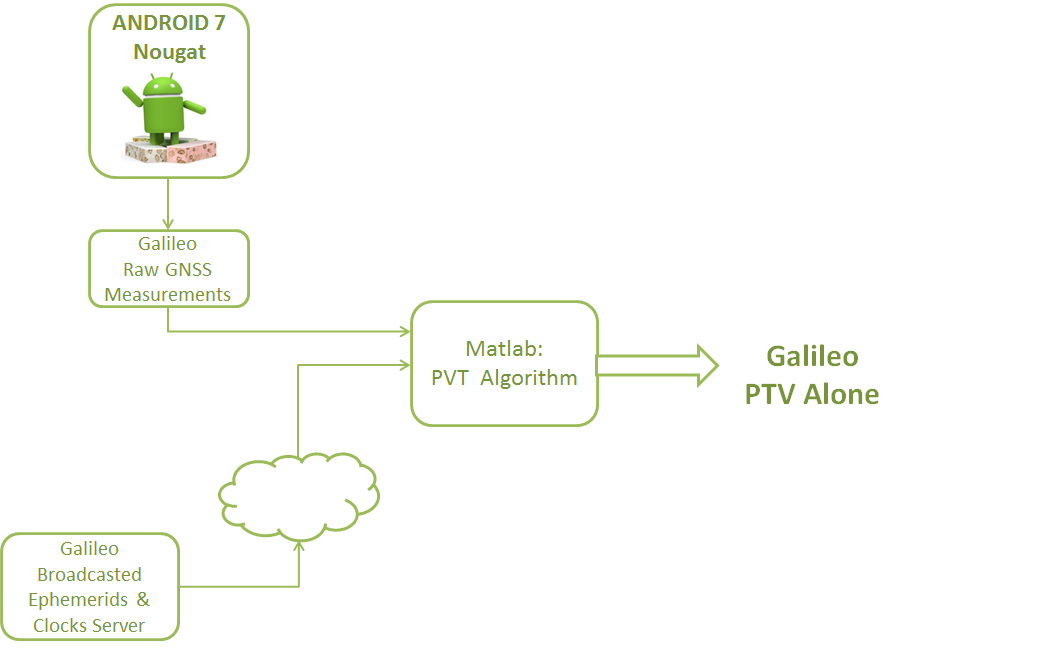 ANDROID 7
Nougat
Galileo
Raw GNSS
Measurements
Matlab:
PVT Algorithm
Galileo
PTV Alone
Galileo
Broadcasted
Ephemerids &
Clocks Server